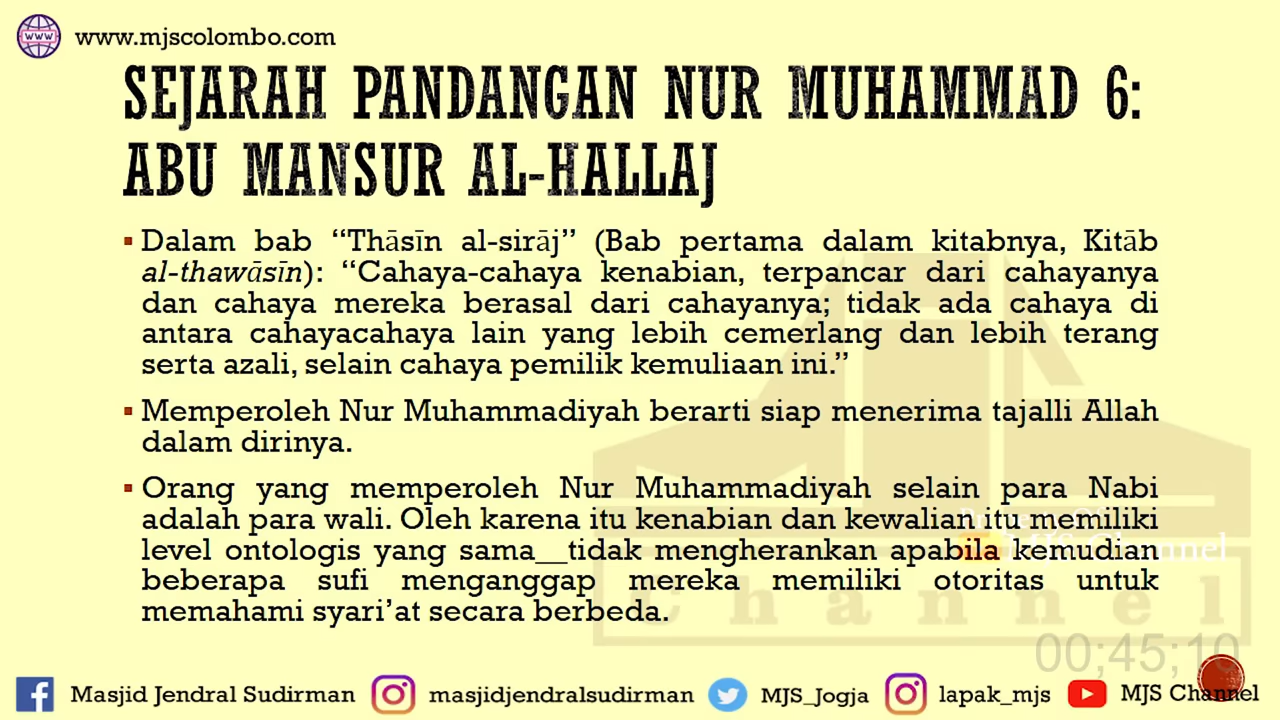 www.mjscolombo.com
SEJARAH PANDANGAN NUR MUHAMMAD 6:
ABU MANSUR AL-HALLAJ
▪ Dalam bab “Thāsīn al-sirāj” (Bab pertama dalam kitabnya, Kitāb
al-thawāsīn): “Cahaya-cahaya kenabian, terpancar dari cahayanya
dan cahaya mereka berasal dari cahayanya; tidak ada cahaya di
antara cahayacahaya lain yang lebih cemerlang dan lebih terang
serta azali, selain cahaya pemilik kemuliaan ini.”
▪ Memperoleh Nur Muhammadiyah berarti siap menerima tajalli Allah
dalam dirinya.
▪ Orang yang memperoleh Nur Muhammadiyah selain para Nabi
adalah para wali. Oleh karena itu kenabian dan kewalian itu memiliki
level ontologis yang sama__tidak mengherankan apabila kemudian
beberapa sufi menganggap mereka memiliki otoritas untuk
memahami syari’at secara berbeda.
MJS Channel
Channel
00;45;10
Masjid Jendral Sudirman
masjidjendralsudirman
MJS_Jogja
lapak_mjs
MJS Channel